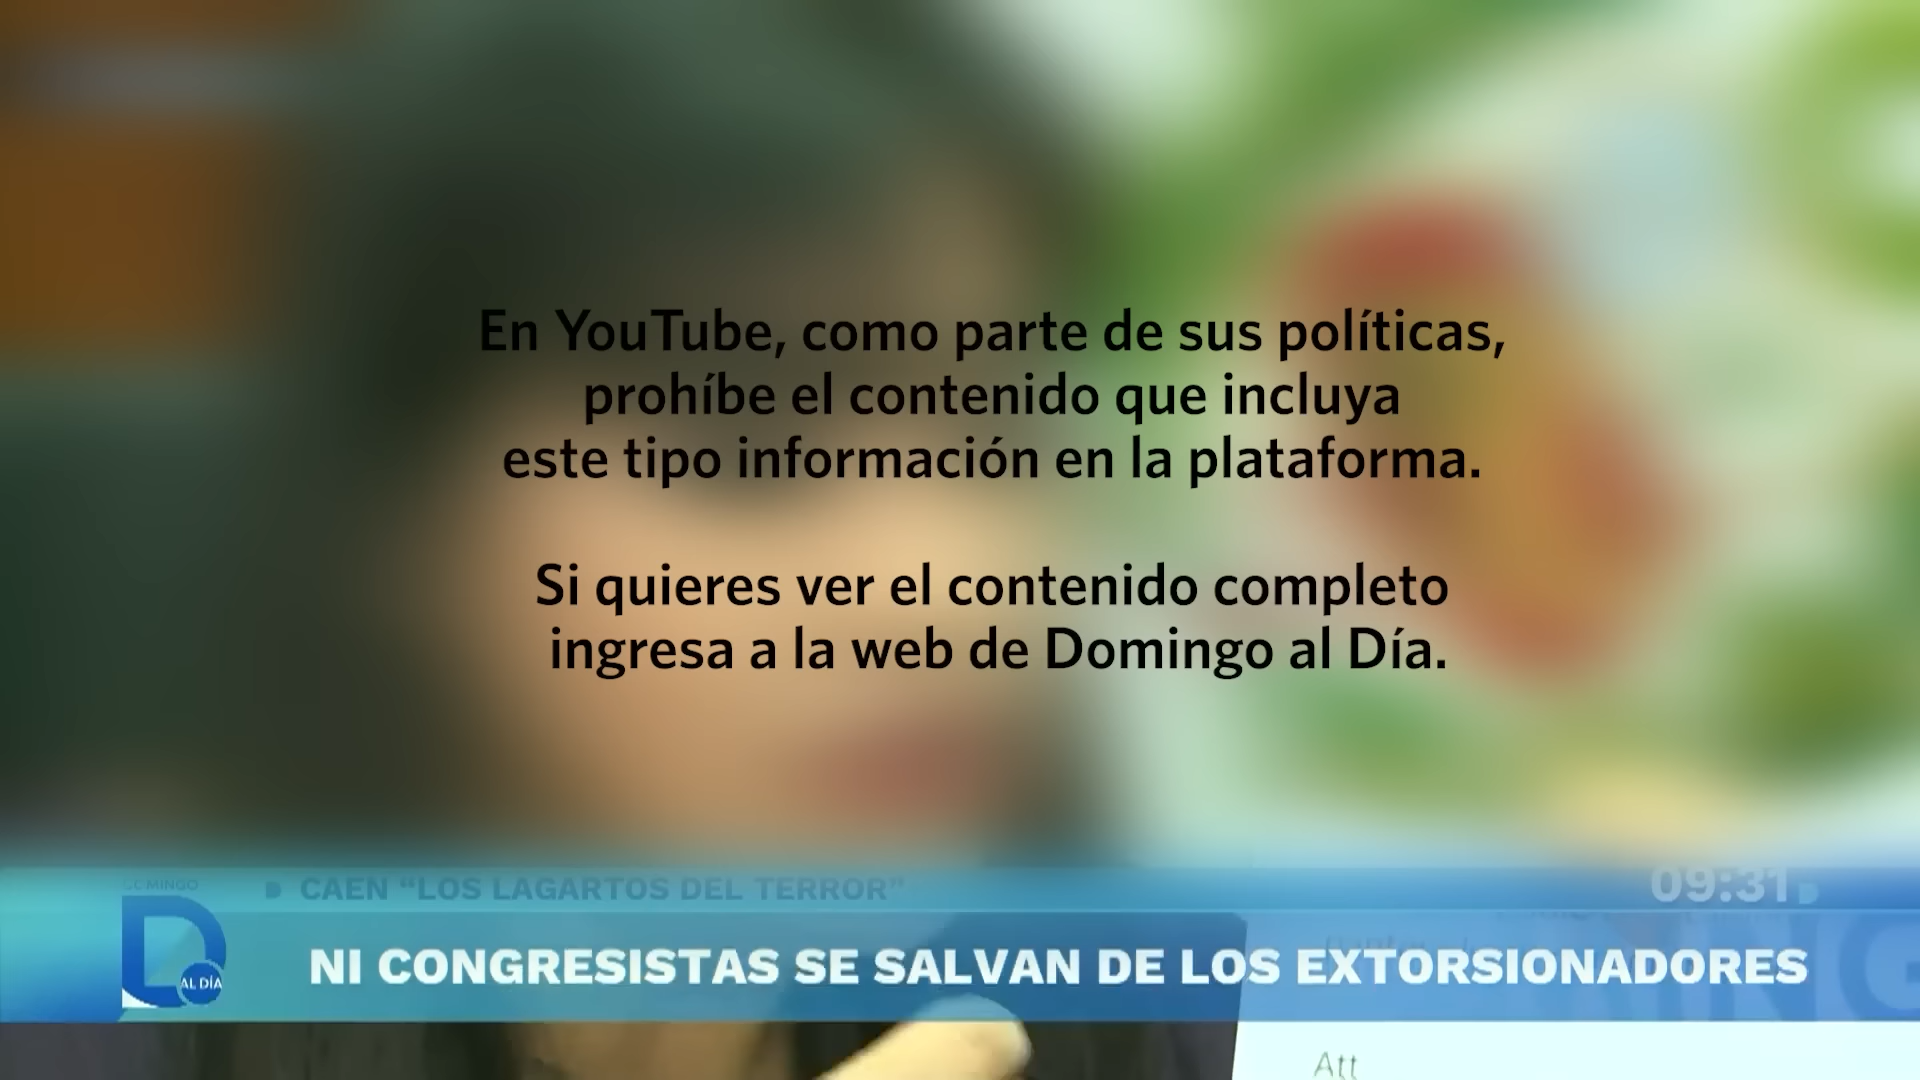 En YouTube, como parte de sus políticas,
prohíbe el contenido que incluya
este tipo información en la plataforma.
Si quieres ver el contenido completo
ingresa a la web de Domingo al Día.
CAEN “LOS LAGARTOS DEL TERROR”
09:31
AL DÍA
NI CONGRESISTAS SE SALVAN DE LOS EXTORSIONADORES
Att